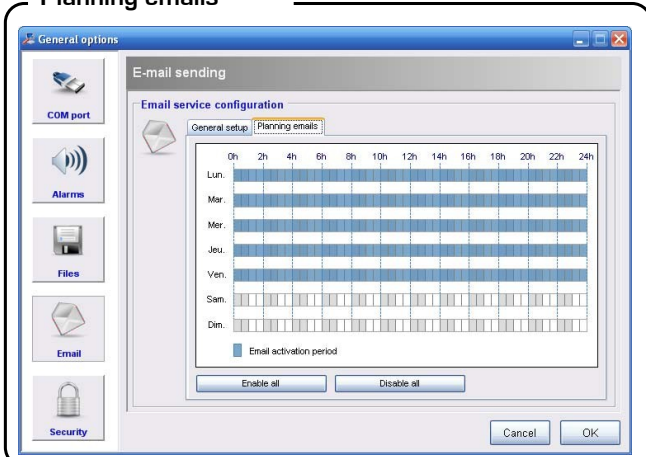 Planning emails
General options
COM port
Alarms
Files
Email
Security
E-mail sending
Email service configuration
General setup Planning emails
0h 2h 4h 6h 8h 10h 12h 14h 16h 18h 20h 22h 24h
Lun.
Mar.
Mer.
Jeu.
Ven.
Sam.
Dim.
Email activation period
Enable all Disable all
Cancel OK